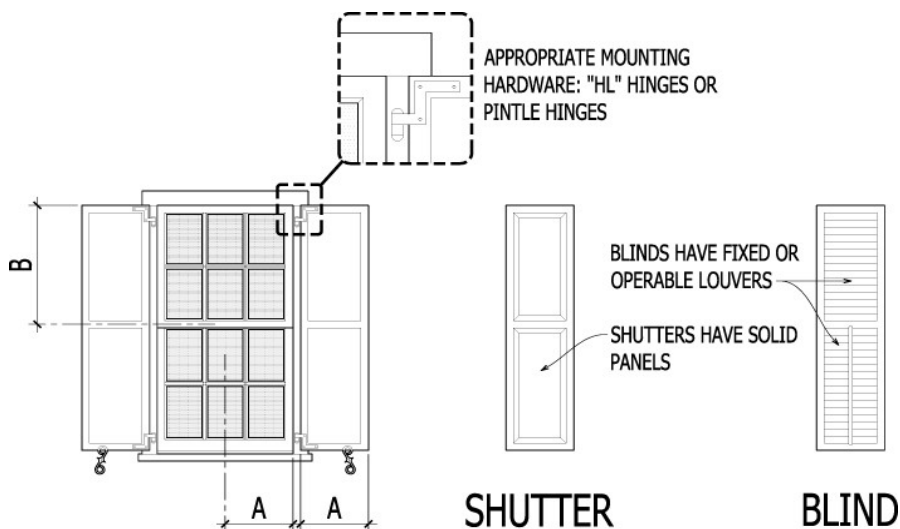 APPROPRIATE MOUNTING
HARDWARE: "HL" HINGES OR
PINTLE HINGES
B
BLINDS HAVE FIXED OR
OPERABLE LOUVERS
SHUTTERS HAVE SOLID
PANELS
A A
SHUTTER
BLIND